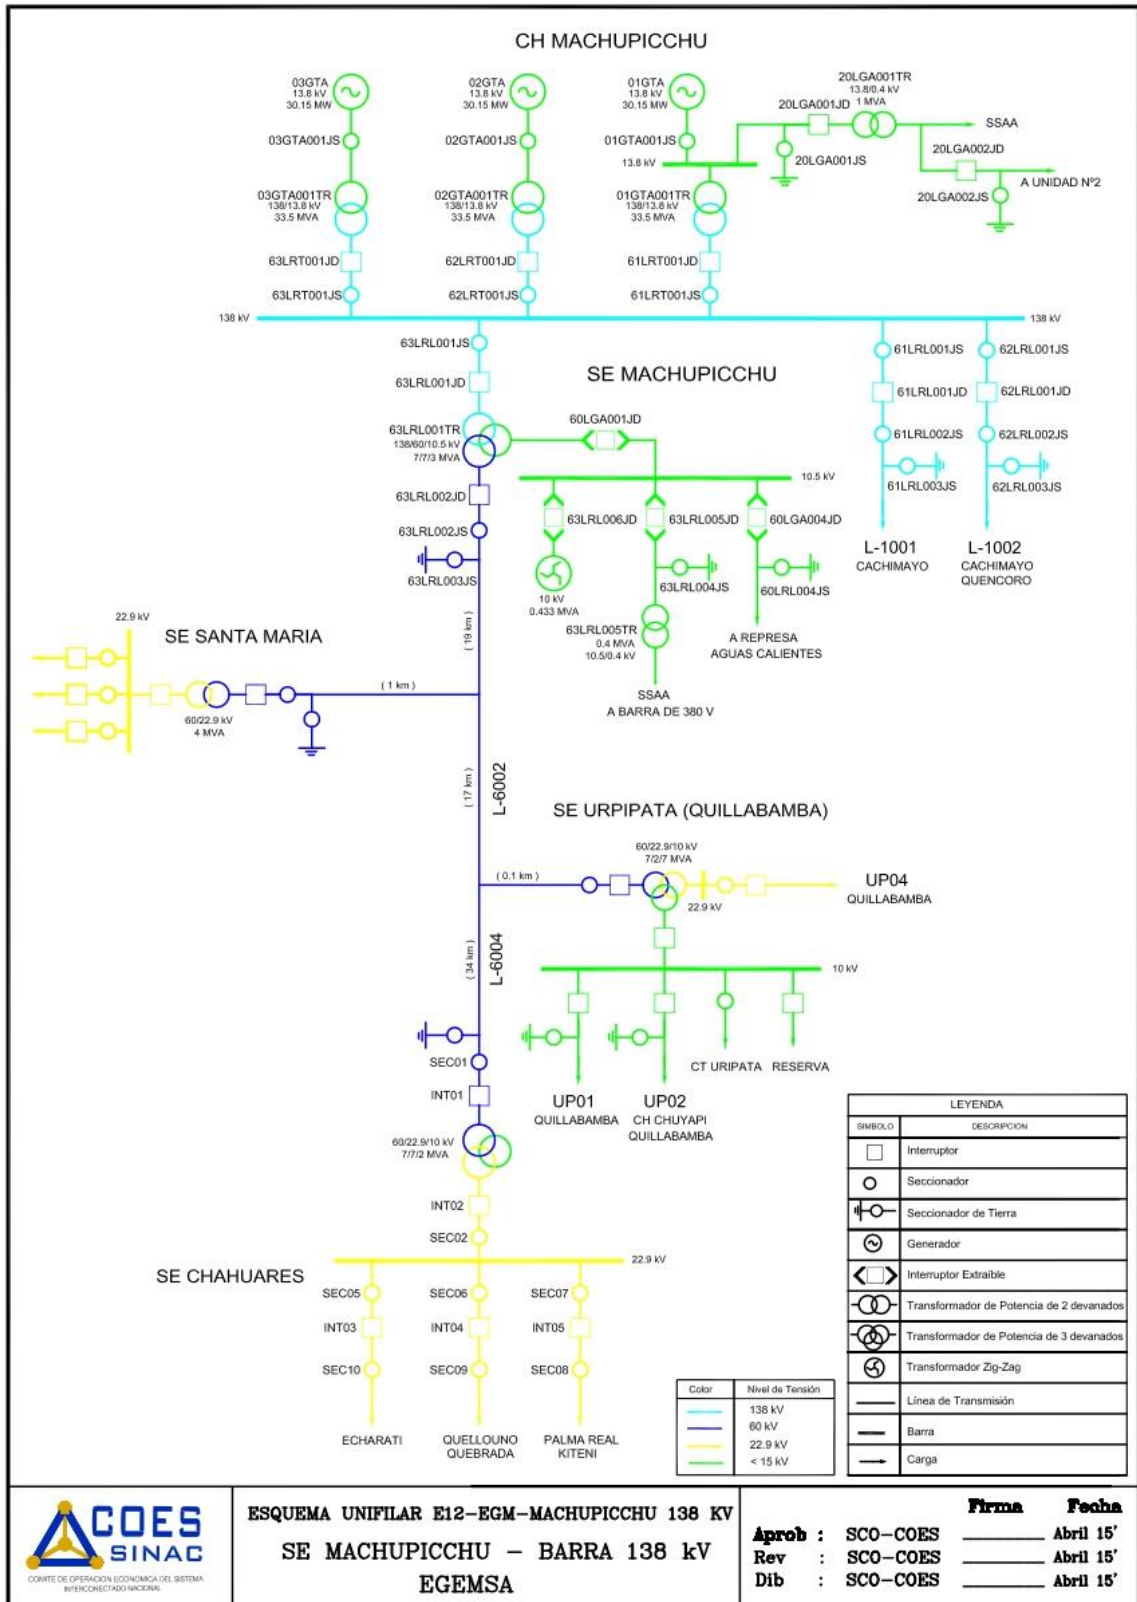 CH MACHUPICCHU
03GTA
13.8 kV
30.15 MW
03GTA001JS
03GTA001TR
138/13.8 kV
33.5 MVA
63LRT001JD
63LRT001JS
02GTA
13.8 kV
30.15 MW
02GTA001JS
02GTA001TR
138/13.8 kV
33.5 MVA
62LRT001JD
62LRT001JS
01GTA
13.8 kV
30.15 MW
01GTA001JS
13.8 kV
01GTA001TR
138/13.8 kV
33.5 MVA
61LRT001JD
61LRT001JS
20LGA001TR
13.8/0.4 kV
1 MVA
20LGA001JD
20LGA001JS
SSAA
20LGA002JD
A UNIDAD Nº2
20LGA002JS
138 kV
138 kV
63LRL001JS
63LRL001JD
63LRL001TR
138/60/10.5 kV
7/7/3 MVA
63LRL002JD
63LRL002JS
63LRL003JS
SE MACHUPICCHU
60LGA001JD
10.5 kV
63LRL006JD
63LRL005JD
60LGA004JD
10 kV
0.433 MVA
63LRL004JS
60LRL004JS
63LRL005TR
0.4 MVA
10.5/0.4 kV
A REPRESA
AGUAS CALIENTES
SSAA
A BARRA DE 380 V
61LRL001JS
61LRL001JD
61LRL002JS
61LRL003JS
L-1001
CACHIMAYO
62LRL001JS
62LRL001JD
62LRL002JS
62LRL003JS
L-1002
CACHIMAYO
QUENCORO
22.9 kV
SE SANTA MARIA
60/22.9 kV
4 MVA
( 1 km )
( 19 km )
( 17 km )
L-6002
SE URPIPATA (QUILLABAMBA)
60/22.9/10 kV
7/2/7 MVA
( 0.1 km )
22.9 kV
UP04
QUILLABAMBA
( 34 km )
L-6004
10 kV
CT URIPATA
RESERVA
UP01
QUILLABAMBA
UP02
CH CHUYAPI
QUILLABAMBA
SEC01
INT01
60/22.9/10 kV
7/7/2 MVA
INT02
SEC02
22.9 kV
SE CHAHUARES
SEC05
INT03
SEC10
SEC06
INT04
SEC09
SEC07
INT05
SEC08
ECHARATI
QUELLOUNO
QUEBRADA
PALMA REAL
KITENI
LEYENDA
SIMBOLO DESCRIPCION
Interruptor
Seccionador
Seccionador de Tierra
Generador
Interruptor Extraíble
Transformador de Potencia de 2 devanados
Transformador de Potencia de 3 devanados
Transformador Zig-Zag
Línea de Transmisión
Barra
Carga
Color Nivel de Tensión
138 kV
60 kV
22.9 kV
< 15 kV
COES
SINAC
COMITE DE OPERACION ECONOMICA DEL SISTEMA
INTERCONECTADO NACIONAL
ESQUEMA UNIFILAR E12-EGM-MACHUPICCHU 138 KV
SE MACHUPICCHU - BARRA 138 kV
EGEMSA
Firma Fecha
Aprob : SCO-COES Abril 15'
Rev : SCO-COES Abril 15'
Dib : SCO-COES Abril 15'